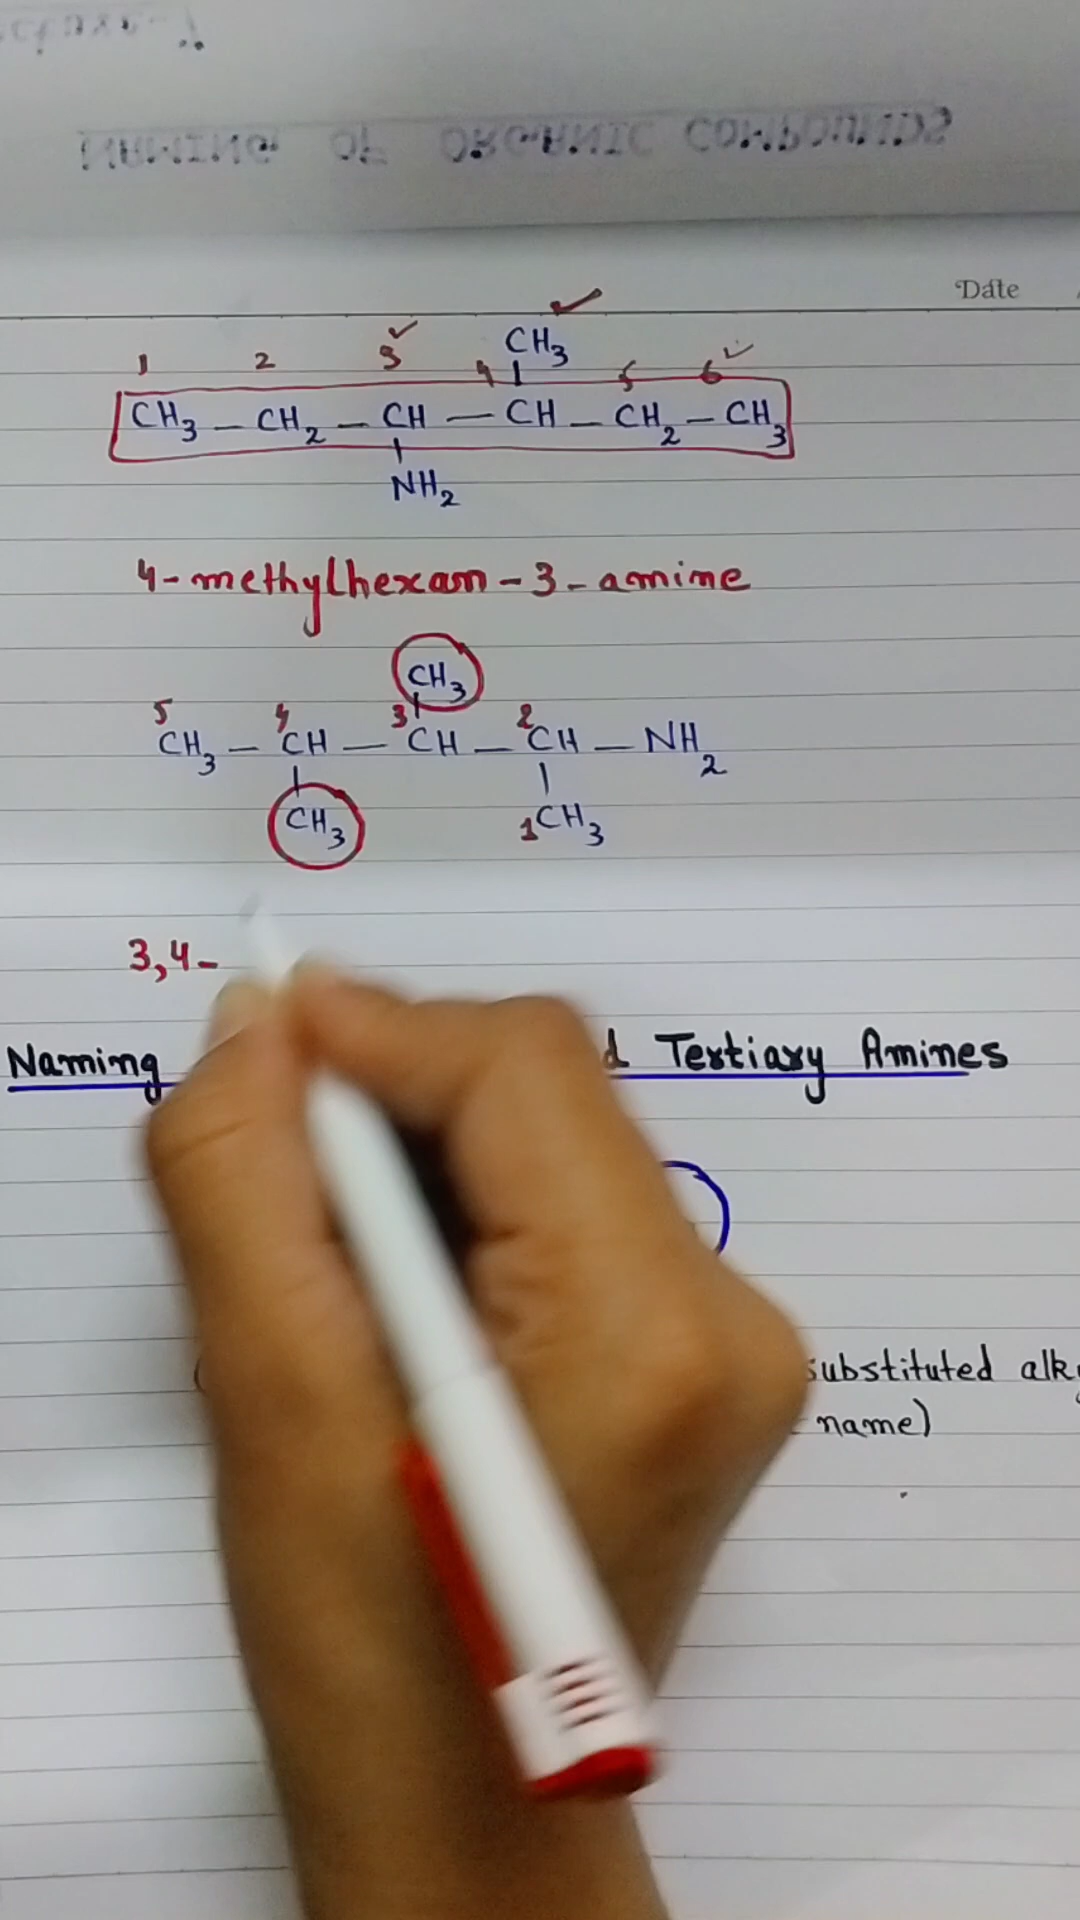 Date
CH3
1 2 3 4 5 6
CH3 – CH2 – CH – CH – CH2 – CH3
NH2
4-methylhexan-3-amine
CH3
5 4 3 2
CH3 – CH – CH – CH – NH2
CH3 1CH3
3,4-
Naming d Tertiary Amines
substituted alk
name)